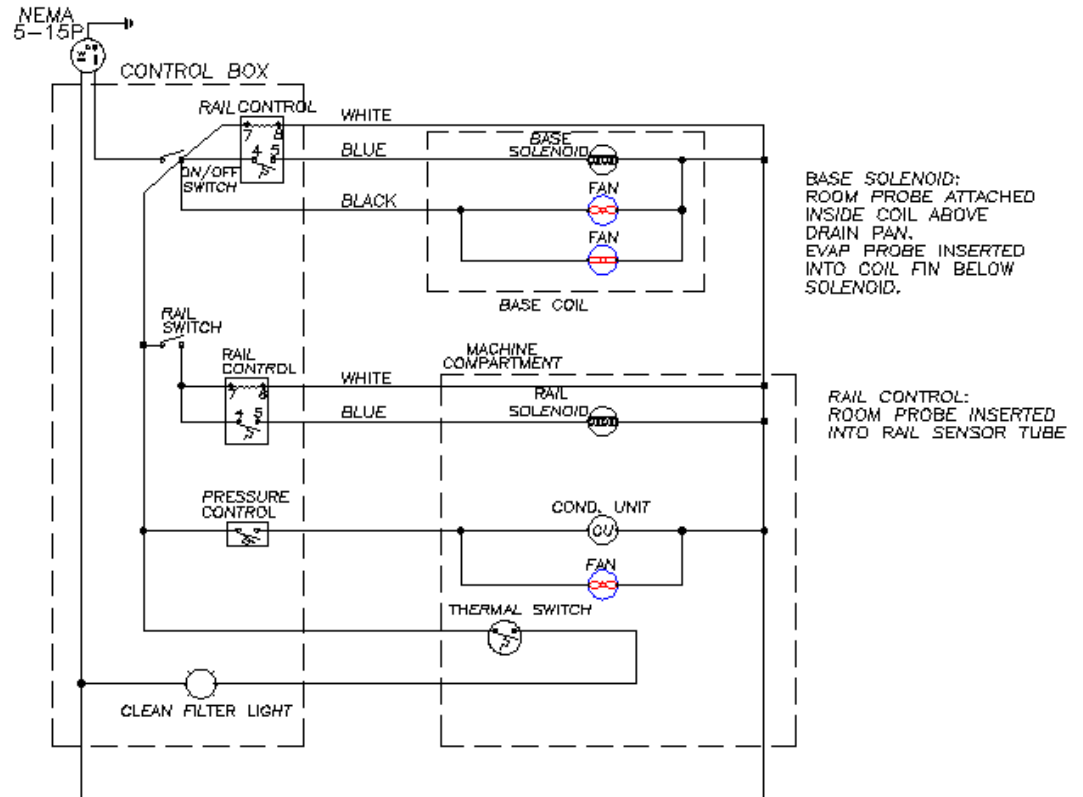 NEMA
5-15P
W
CONTROL BOX
RAIL CONTROL
7 8
4 5
ON/OFF
SWITCH
WHITE
BLUE
BLACK
BASE
SOLENOID
FAN
FAN
BASE COIL
BASE SOLENOID:
ROOM PROBE ATTACHED
INSIDE COIL ABOVE
DRAIN PAN.
EVAP PROBE INSERTED
INTO COIL FIN BELOW
SOLENOID.
RAIL
SWITCH
RAIL
CONTROL
7 8
4 5
WHITE
BLUE
MACHINE
COMPARTMENT
RAIL
SOLENOID
RAIL CONTROL:
ROOM PROBE INSERTED
INTO RAIL SENSOR TUBE
PRESSURE
CONTROL
COND. UNIT
CU
FAN
THERMAL SWITCH
CLEAN FILTER LIGHT